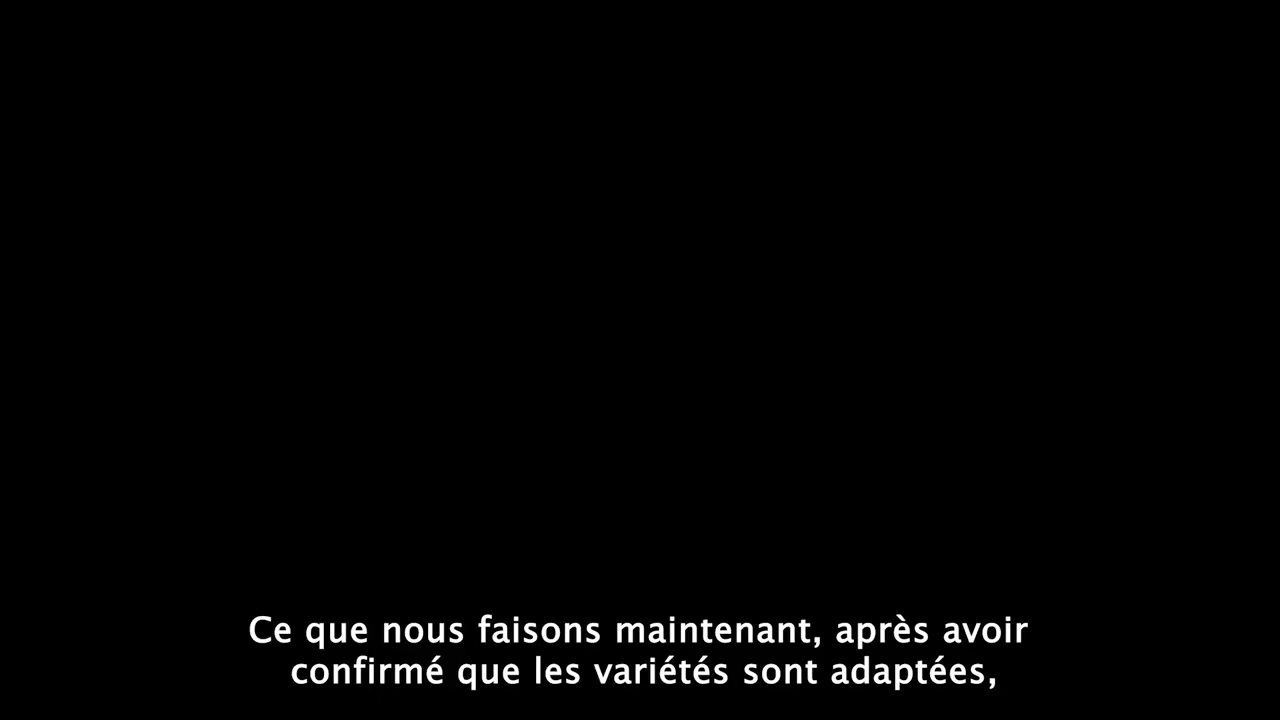 Ce que nous faisons maintenant, après avoir
confirmé que les variétés sont adaptées,